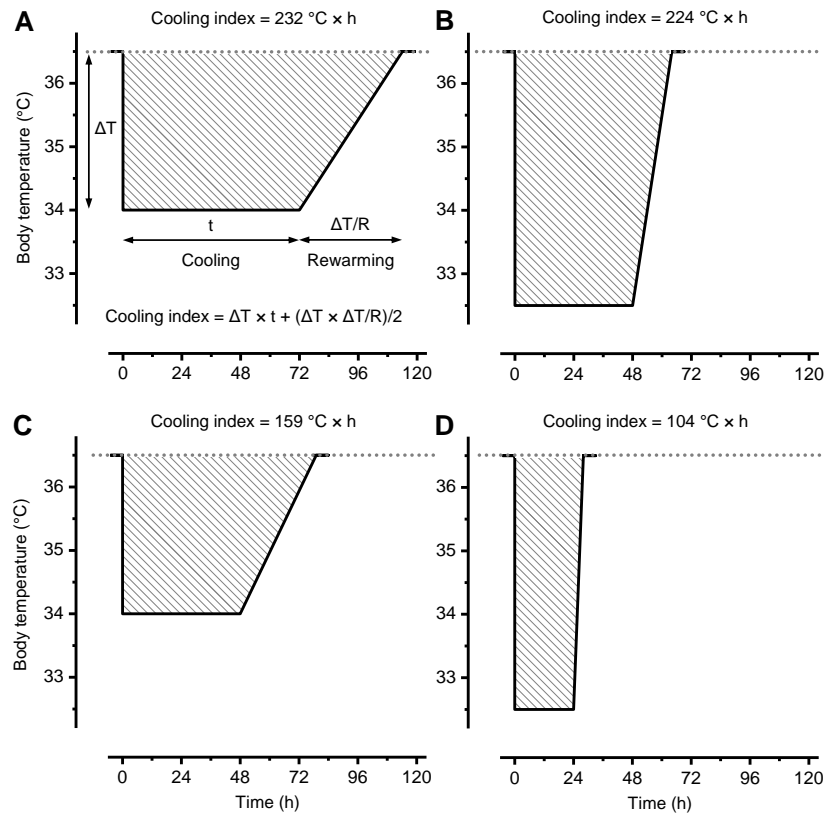 A
Cooling index = 232 °C × h
Body temperature (°C)
36
35
34
33
ΔT
t
ΔT/R
Cooling
Rewarming
Cooling index = ΔT × t + (ΔT × ΔT/R)/2
0 24 48 72 96 120
B
Cooling index = 224 °C × h
36
35
34
33
0 24 48 72 96 120
C
Cooling index = 159 °C × h
Body temperature (°C)
36
35
34
33
0 24 48 72 96 120
Time (h)
D
Cooling index = 104 °C × h
36
35
34
33
0 24 48 72 96 120
Time (h)